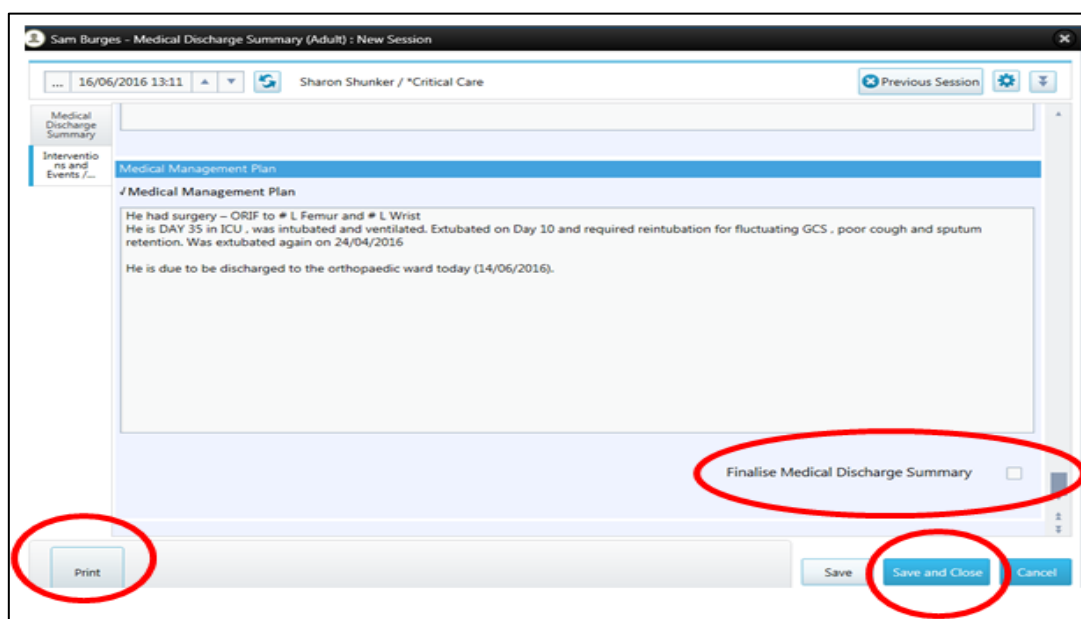 Sam Burges - Medical Discharge Summary (Adult) : New Session
... 16/06/2016 13:11 Sharon Shunker / *Critical Care Previous Session
Medical
Discharge
Summary
Interventio
ns and
Events /...
Medical Management Plan
√Medical Management Plan
He had surgery – ORIF to # L Femur and # L Wrist
He is DAY 35 in ICU , was intubated and ventilated. Extubated on Day 10 and required reintubation for fluctuating GCS , poor cough and sputum
retention. Was extubated again on 24/04/2016
He is due to be discharged to the orthopaedic ward today (14/06/2016).
Finalise Medical Discharge Summary
Print Save Save and Close Cancel